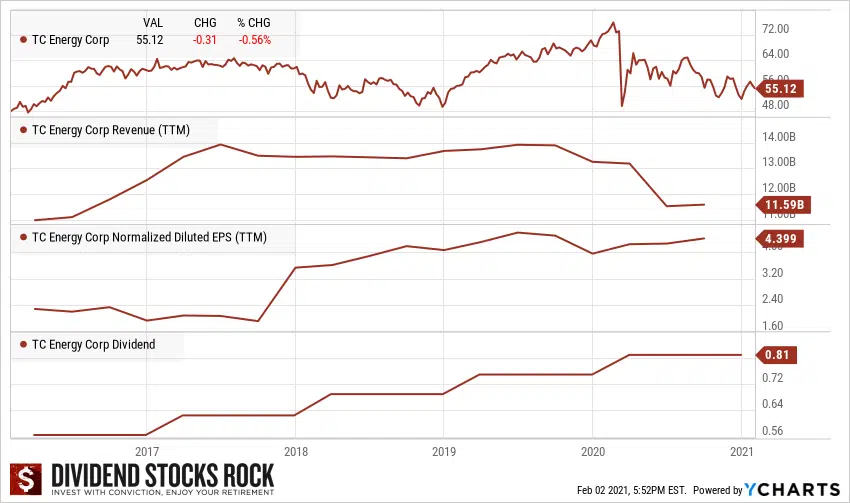 VAL CHG % CHG
TC Energy Corp 55.12 -0.31 -0.56%
72.00
64.00
56.00
55.12
48.00
TC Energy Corp Revenue (TTM)
14.00B
13.00B
12.00B
11.59B
11.00B
TC Energy Corp Normalized Diluted EPS (TTM)
4.399
3.20
2.40
1.60
TC Energy Corp Dividend
0.81
0.72
0.64
0.56
2017 2018 2019 2020 2021
$
DIVIDEND STOCKS ROCK
INVEST WITH CONVICTION, ENJOY YOUR RETIREMENT
Feb 02 2021, 5:52PM EST. Powered by YCHARTS